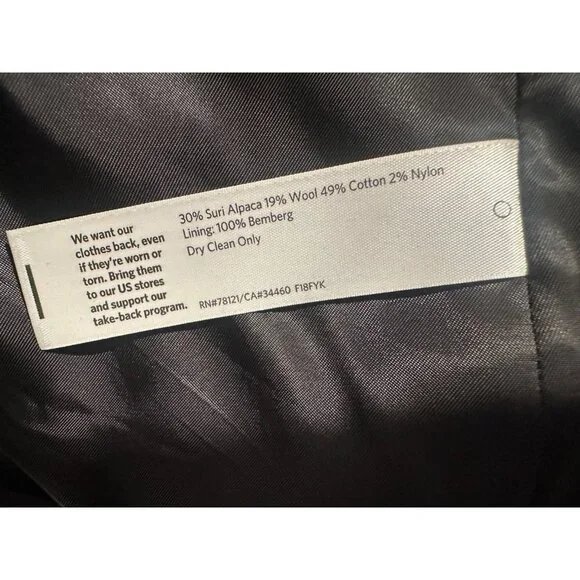 We want our
clothes back, even
if they're worn or
torn. Bring them
to our US stores
and support our
take-back program.
30% Suri Alpaca 19% Wool 49% Cotton 2% Nylon
Lining: 100% Bemberg
Dry Clean Only
RN#78121/CA#34460 F18FYK